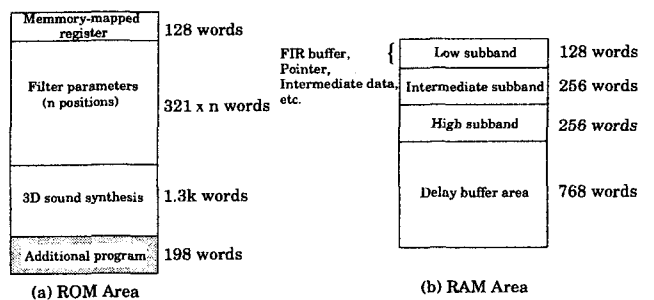 Memmory-mapped
register
128 words
Filter parameters
(n positions)
321 x n words
3D sound synthesis
1.3k words
Additional program
198 words
(a) ROM Area
FIR buffer,
Pointer,
Intermediate data,
etc.
{
Low subband
128 words
Intermediate subband
256 words
High subband
256 words
Delay buffer area
768 words
(b) RAM Area